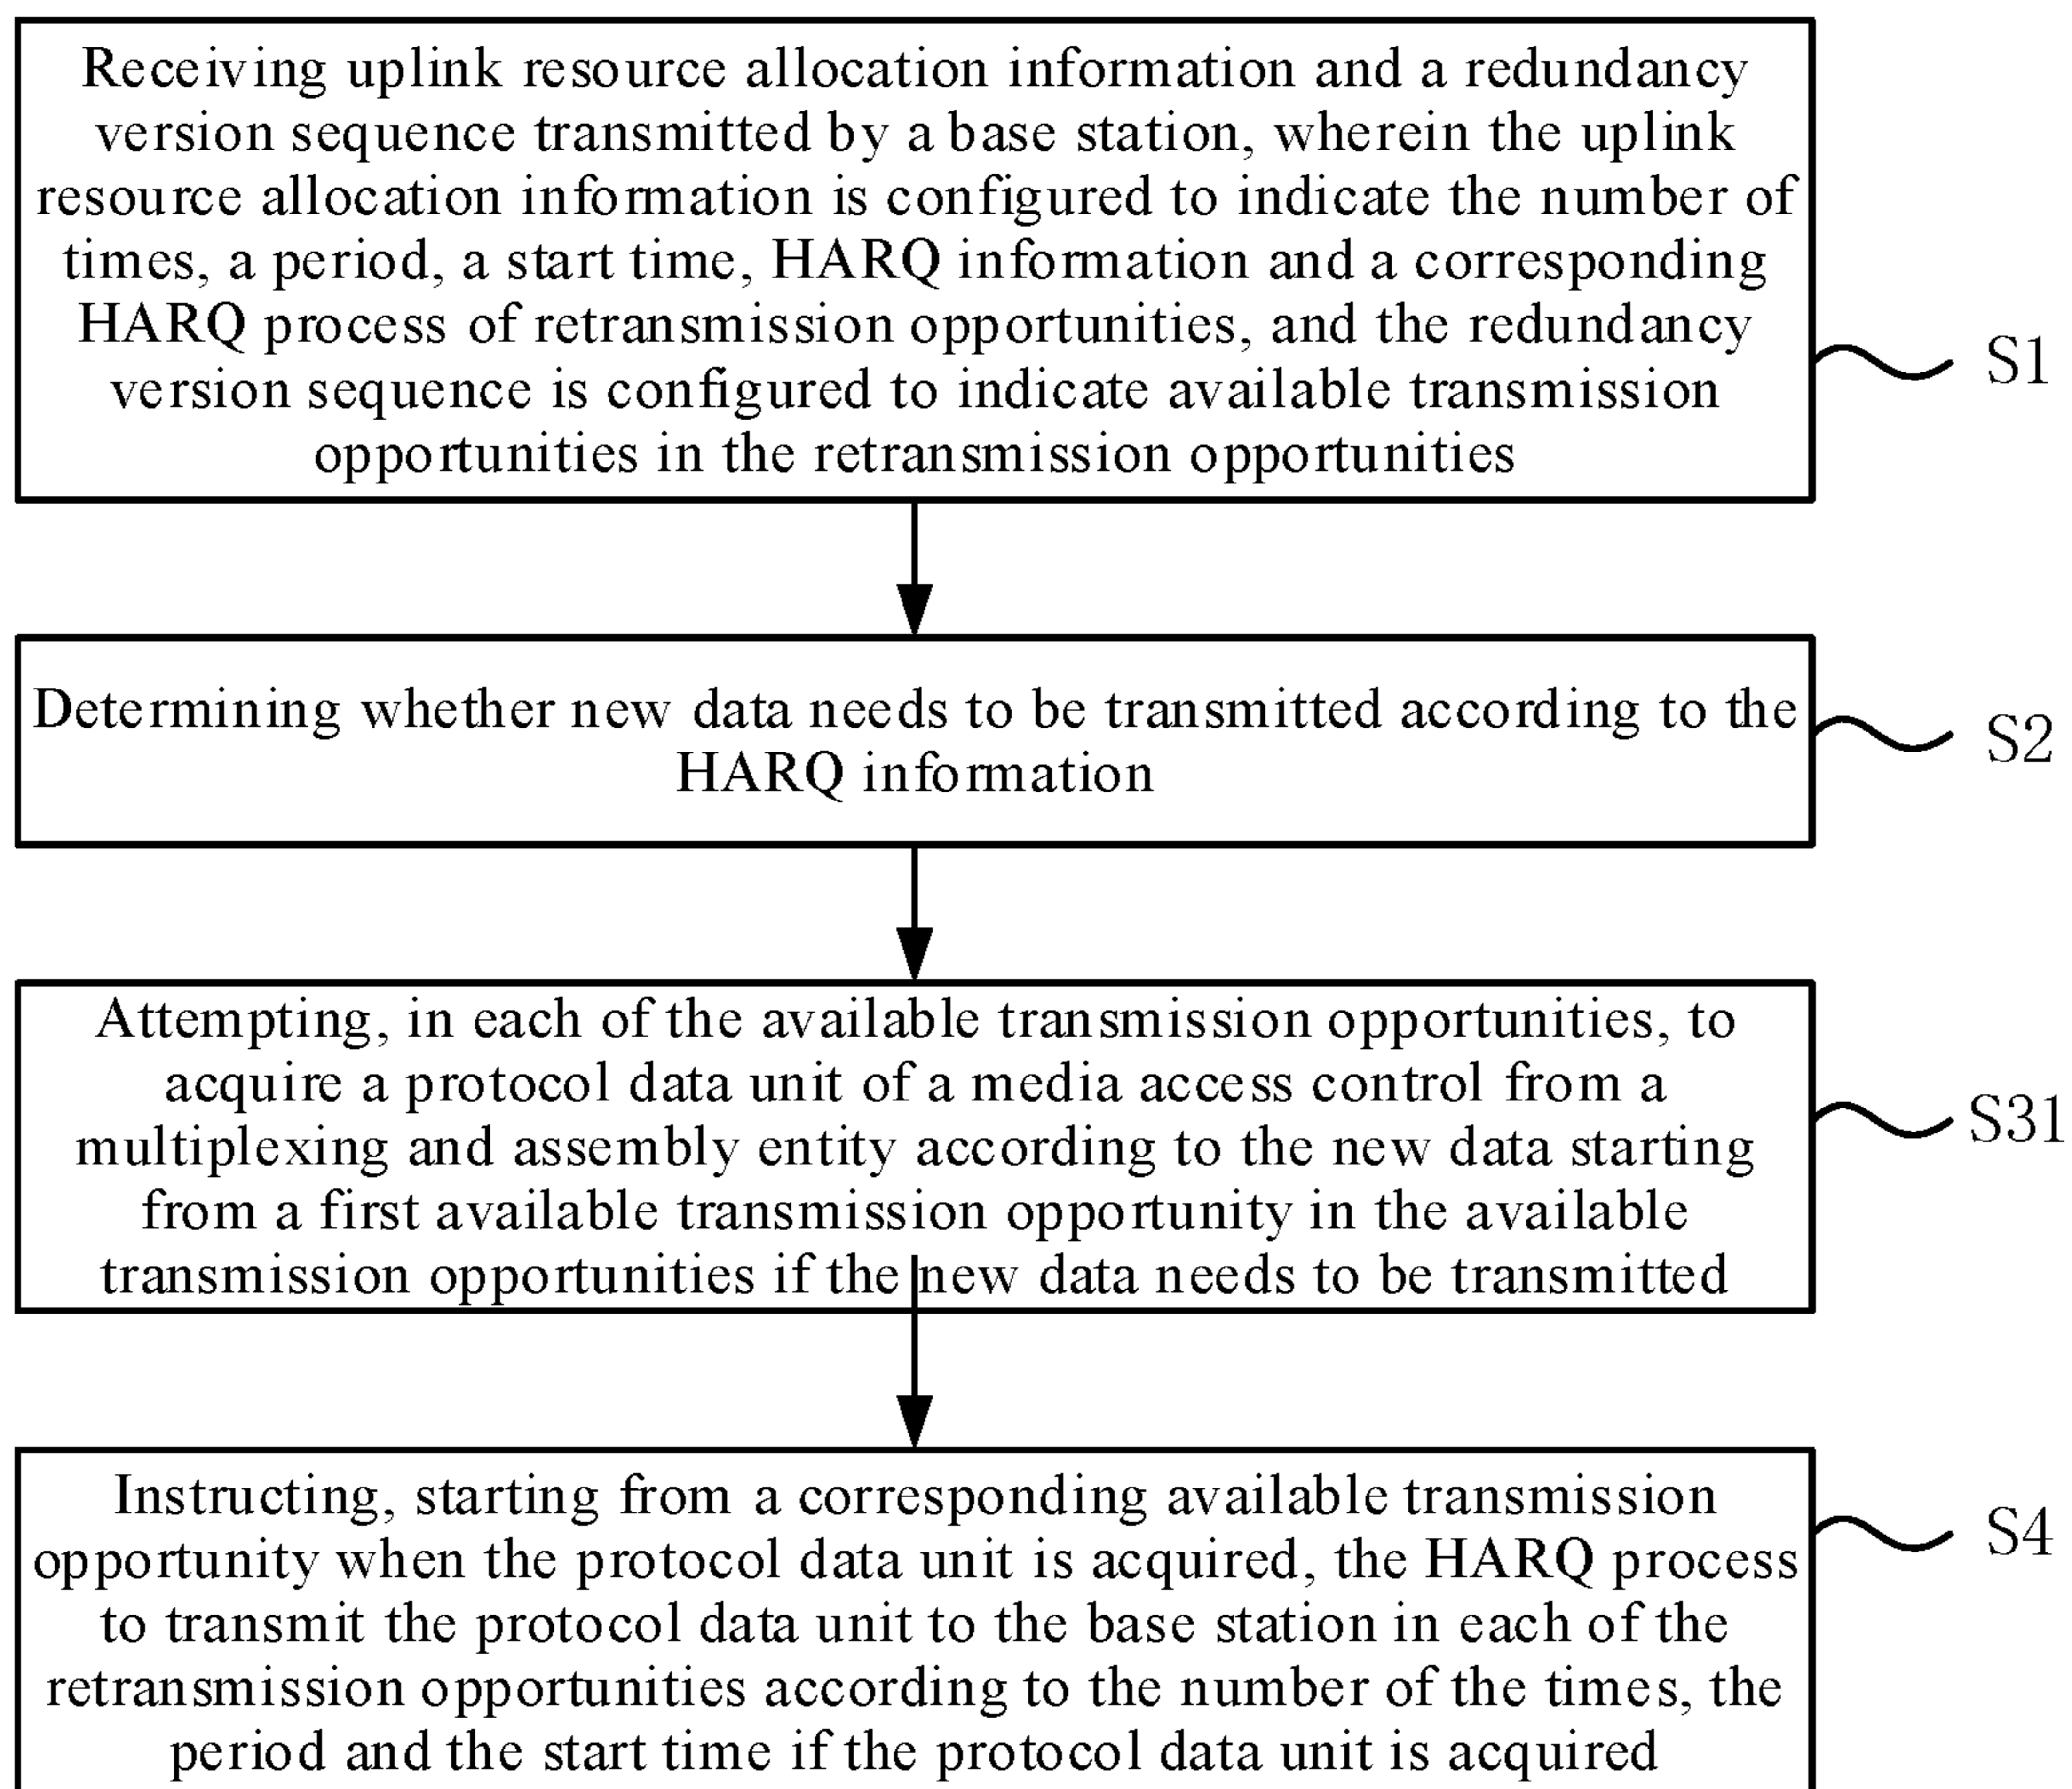 Receiving uplink resource allocation information and a redundancy
version sequence transmitted by a base station, wherein the uplink
resource allocation information is configured to indicate the number of
times, a period, a start time, HARQ information and a corresponding
HARQ process of retransmission opportunities, and the redundancy
version sequence is configured to indicate available transmission
opportunities in the retransmission opportunities
S1
Determining whether new data needs to be transmitted according to the
HARQ information
S2
Attempting, in each of the available transmission opportunities, to
acquire a protocol data unit of a media access control from a
multiplexing and assembly entity according to the new data starting
from a first available transmission opportunity in the available
transmission opportunities if the new data needs to be transmitted
S31
Instructing, starting from a corresponding available transmission
opportunity when the protocol data unit is acquired, the HARQ process
to transmit the protocol data unit to the base station in each of the
retransmission opportunities according to the number of the times, the
period and the start time if the protocol data unit is acquired
S4